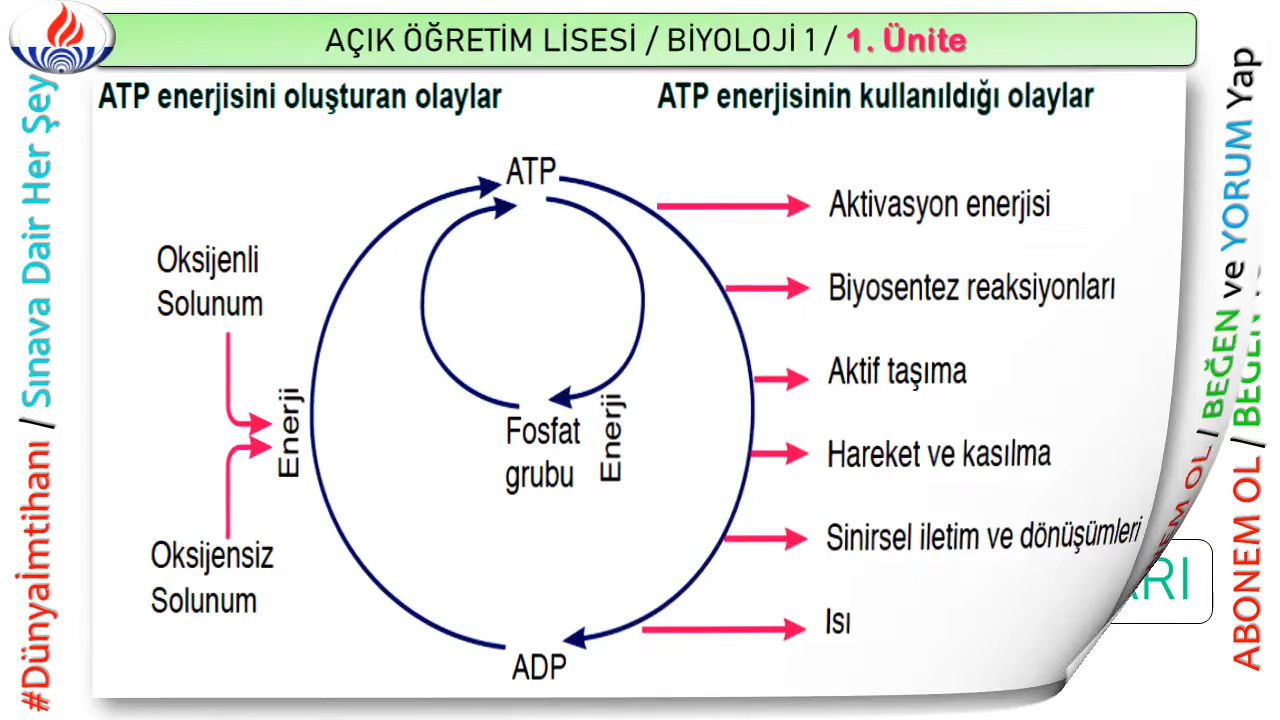 AÇIK ÖĞRETİM LİSESİ / BİYOLOJİ 1 / 1. Ünite
#Dünyaimtihanı / Sınava Dair Her Şey
ATP enerjisini oluşturan olaylar
ATP enerjisinin kullanıldığı olaylar
ATP
Oksijenli
Solunum
Enerji
Oksijensiz
Solunum
Fosfat
grubu
Enerji
ADP
Aktivasyon enerjisi
Biyosentez reaksiyonları
Aktif taşıma
Hareket ve kasılma
Sinirsel iletim ve dönüşümleri
Isı
ABONEM OL / BEĞEN ve YORUM Yap